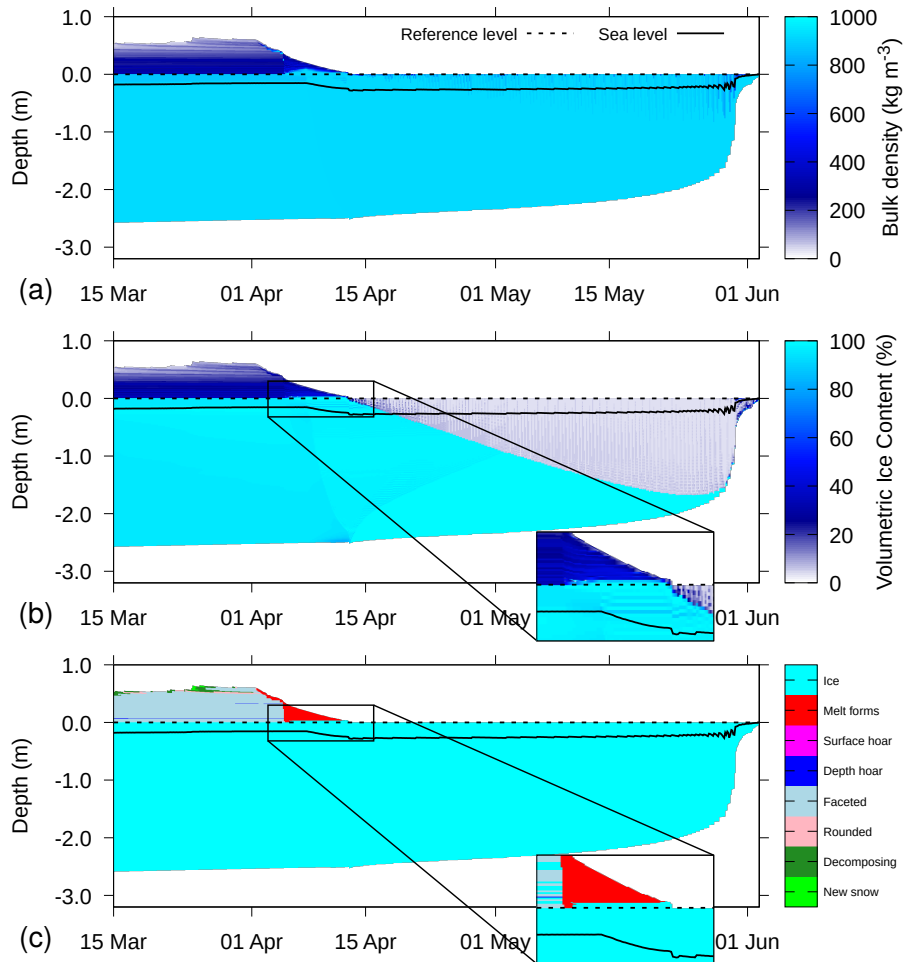 Reference level Sea level
1.0
0.0
-1.0
-2.0
-3.0
Depth (m)
15 Mar 01 Apr 15 Apr 01 May 15 May 01 Jun
(a)
1000
800
600
400
200
0
Bulk density (kg m⁻³)
1.0
0.0
-1.0
-2.0
-3.0
Depth (m)
15 Mar 01 Apr 15 Apr 01 May 01 Jun
(b)
100
80
60
40
20
0
Volumetric Ice Content (%)
1.0
0.0
-1.0
-2.0
-3.0
Depth (m)
15 Mar 01 Apr 15 Apr 01 May 01 Jun
(c)
Ice
Melt forms
Surface hoar
Depth hoar
Faceted
Rounded
Decomposing
New snow